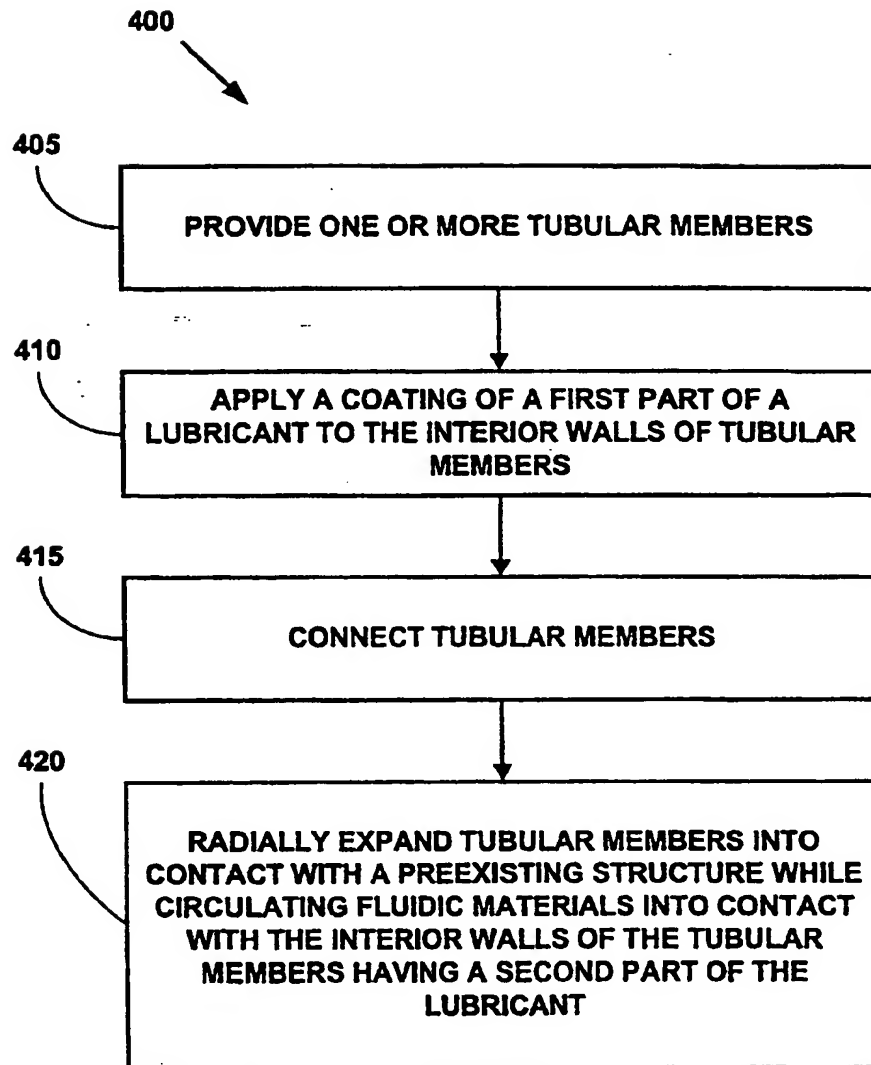 400
405
PROVIDE ONE OR MORE TUBULAR MEMBERS
410
APPLY A COATING OF A FIRST PART OF A
LUBRICANT TO THE INTERIOR WALLS OF TUBULAR
MEMBERS
415
CONNECT TUBULAR MEMBERS
420
RADIALLY EXPAND TUBULAR MEMBERS INTO
CONTACT WITH A PREEXISTING STRUCTURE WHILE
CIRCULATING FLUIDIC MATERIALS INTO CONTACT
WITH THE INTERIOR WALLS OF THE TUBULAR
MEMBERS HAVING A SECOND PART OF THE
LUBRICANT